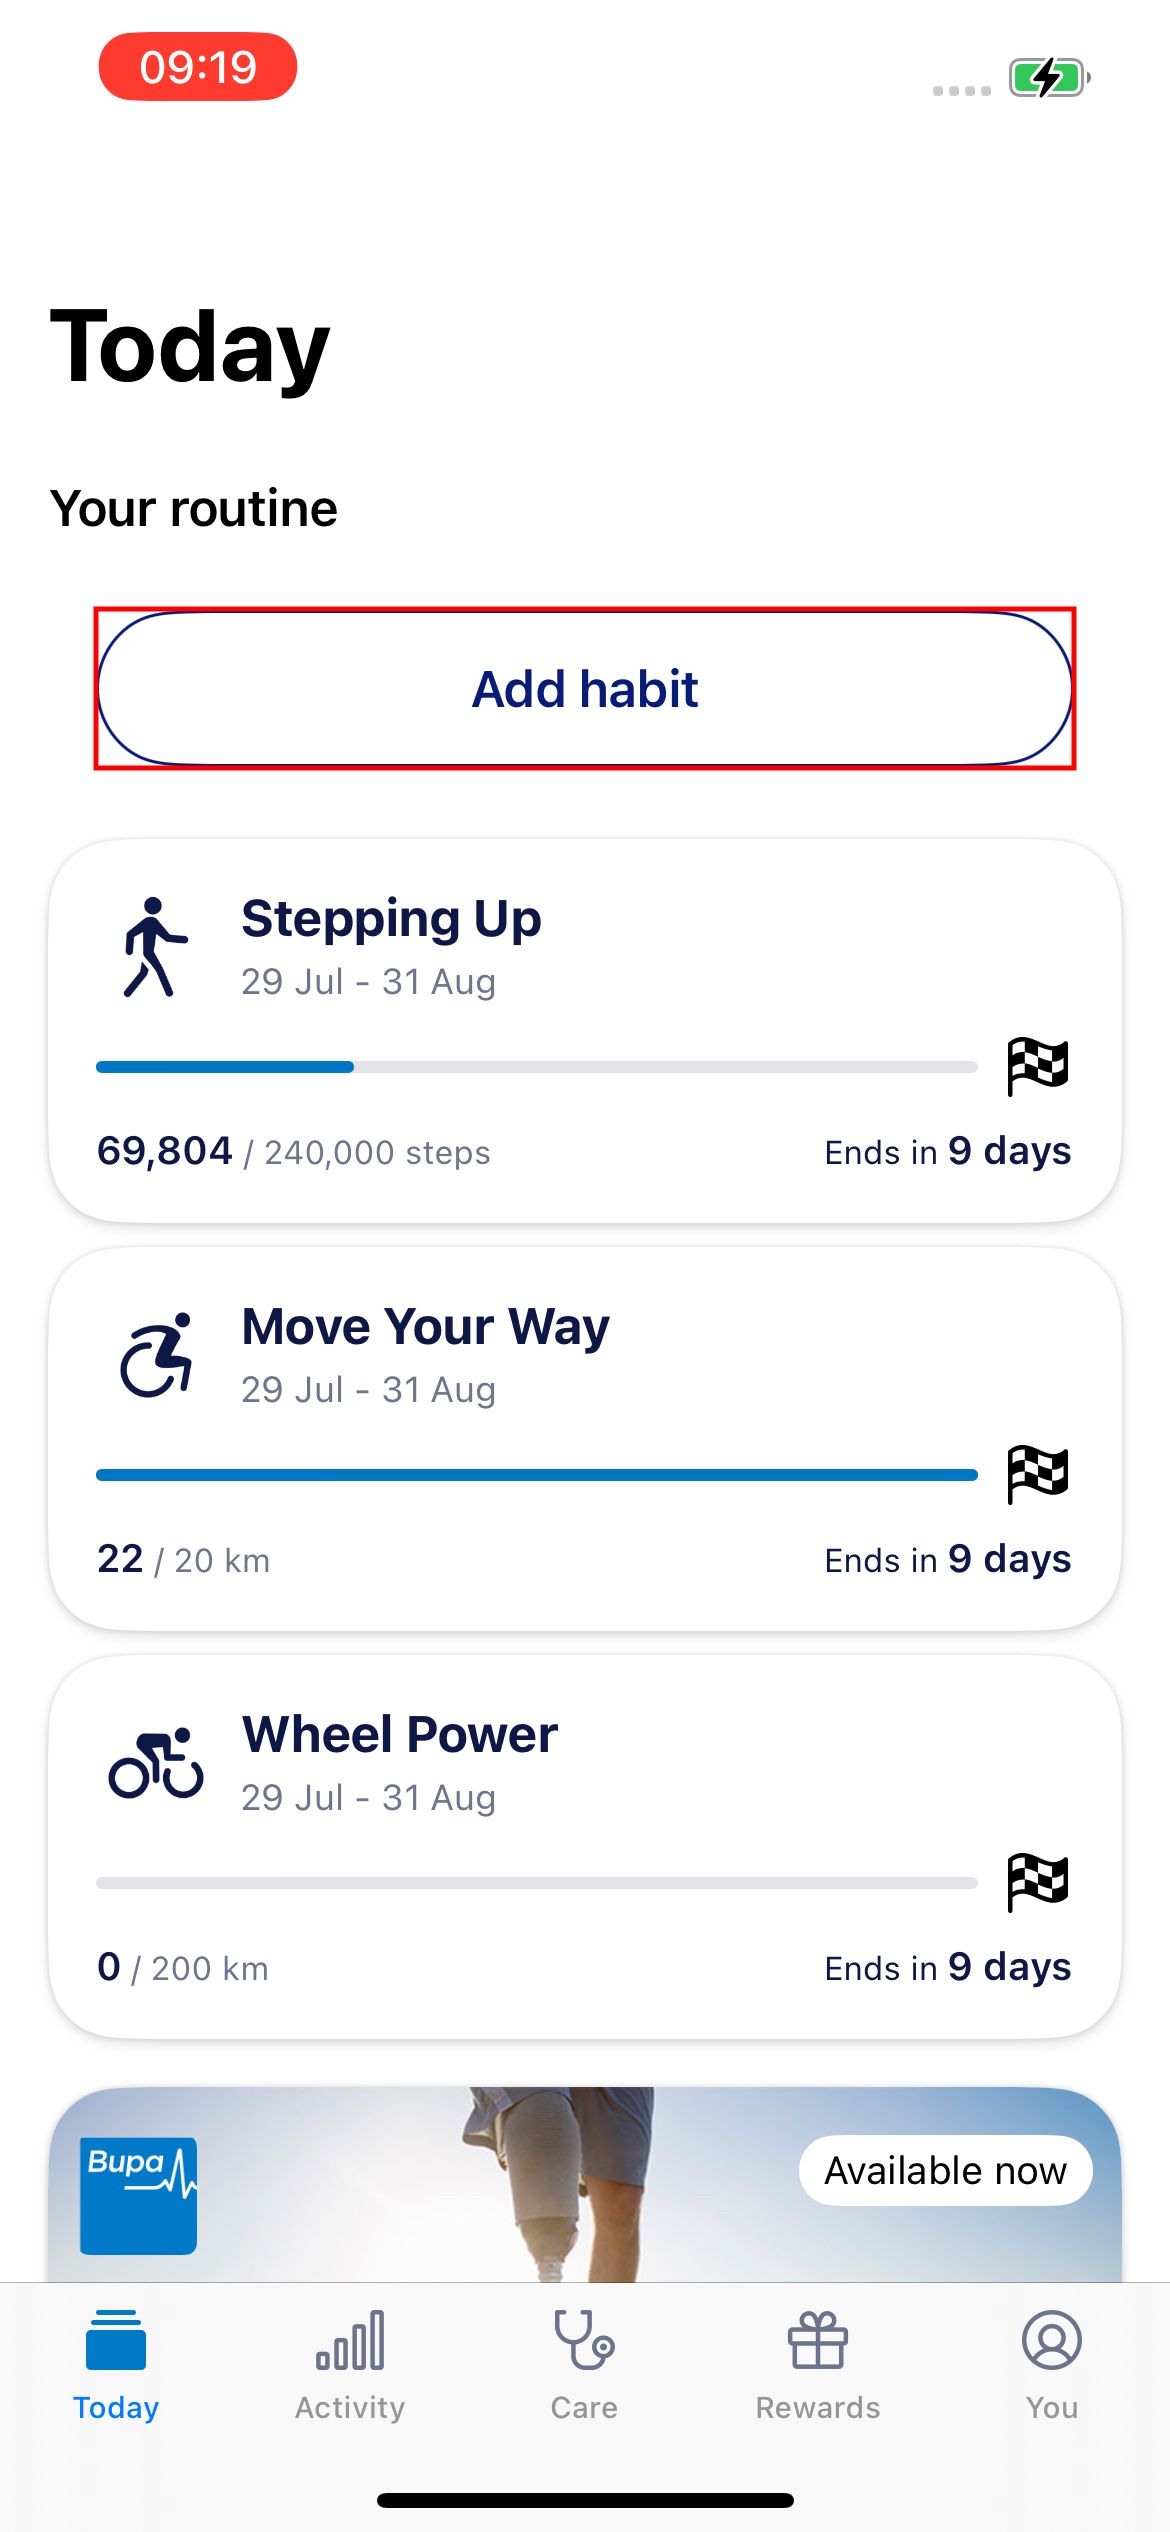 09:19
Today
Your routine
Add habit
Stepping Up
29 Jul - 31 Aug
69,804 / 240,000 steps
Ends in 9 days
Move Your Way
29 Jul - 31 Aug
22 / 20 km
Ends in 9 days
Wheel Power
29 Jul - 31 Aug
0 / 200 km
Ends in 9 days
Bupa
Available now
Today
Activity
Care
Rewards
You